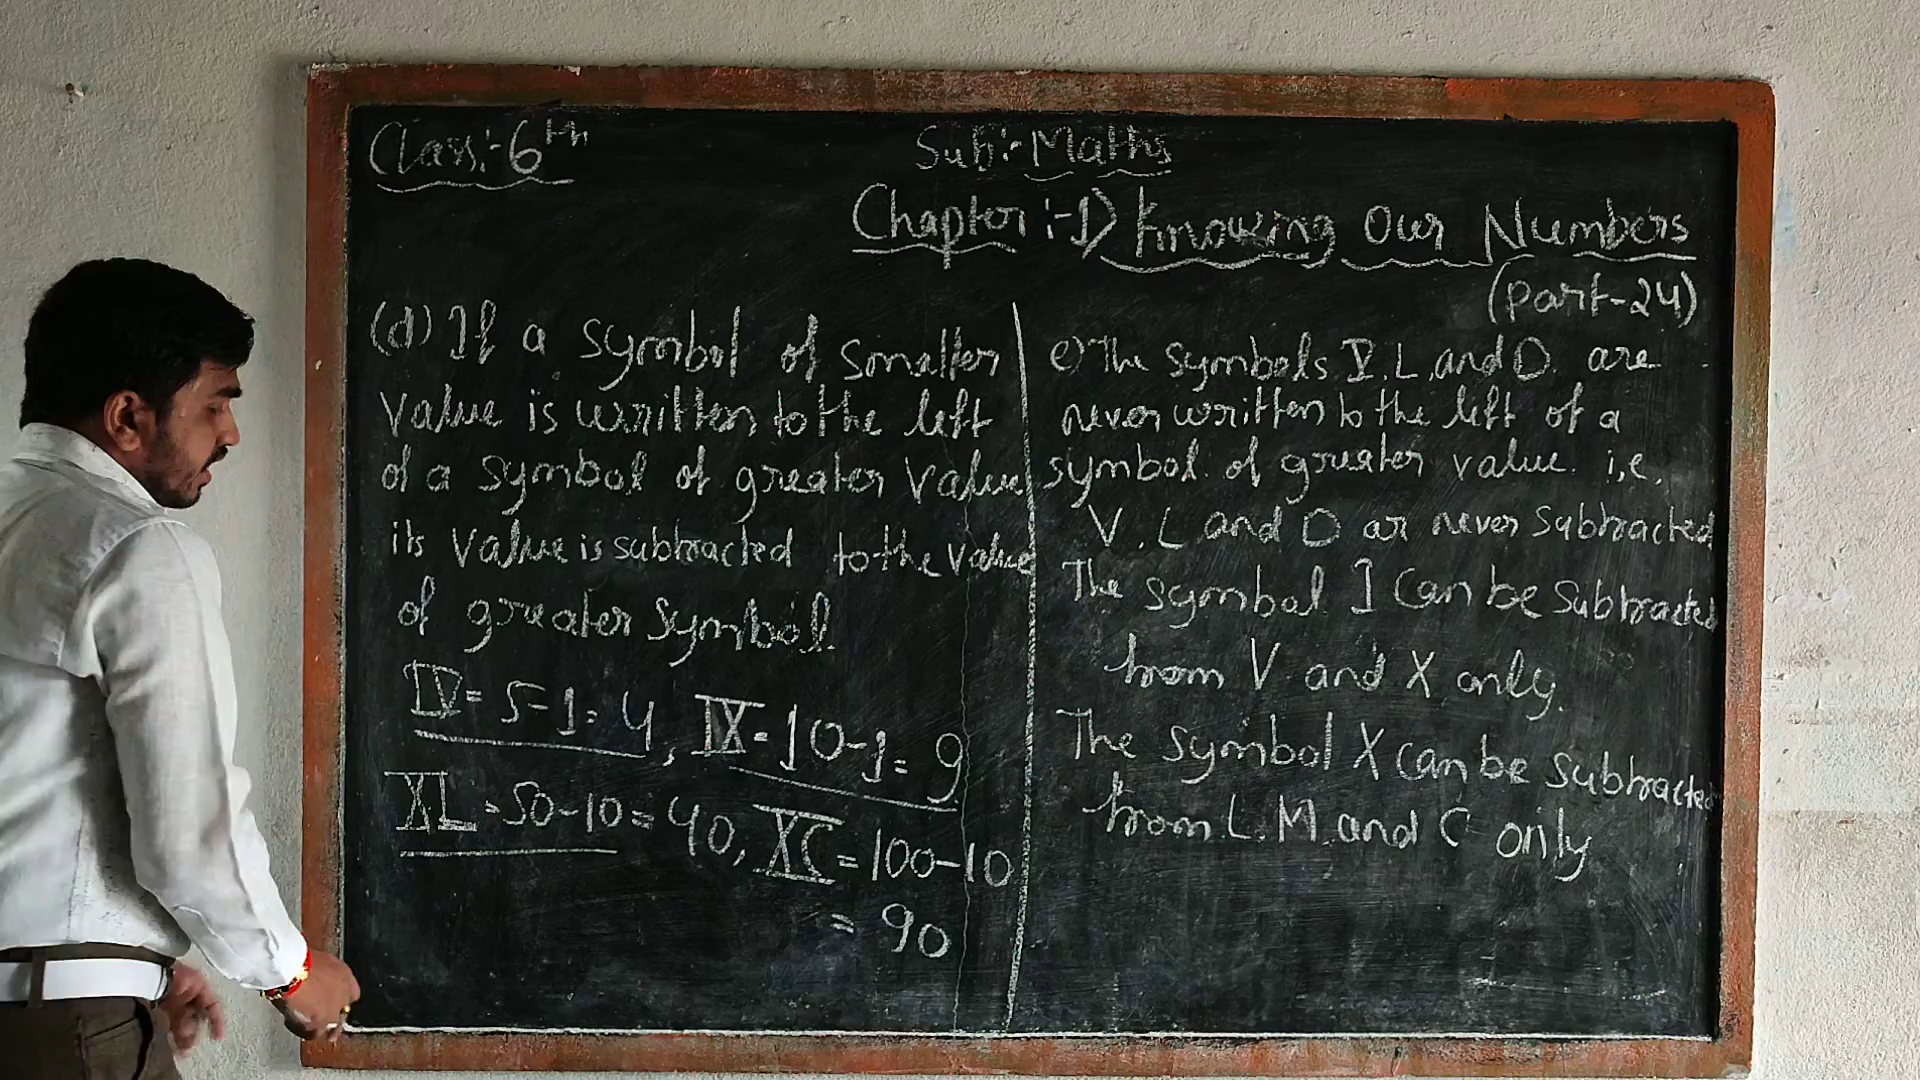 Class:-6th
Sub:-Maths
Chapter:-1) Knowing Our Numbers
(Part-24)
(d) If a symbol of smaller
value is written to the left
of a symbol of greater value
its value is subtracted to the value
of greater symbol.
IV= 5-1= 4, IX=10-1= 9
XL=50-10=40, XC=100-10
= 90
e) The symbols V, L, and D are
never written to the left of a
symbol of greater value i,e.
V, L and D ar never subtracted
The symbol I can be subtracted
from V and X only.
The symbol X can be subtracted
from L, M, and C only